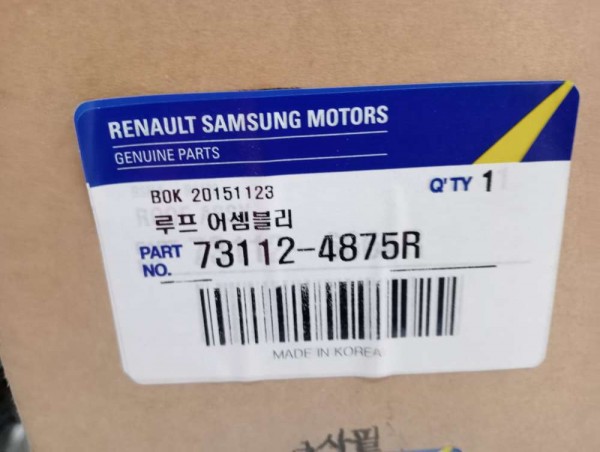 RENAULT SAMSUNG MOTORS
GENUINE PARTS
BOK 20151123
Q'TY 1
루프 어셈블리
PART NO. 73112-4875R
MADE IN KOREA